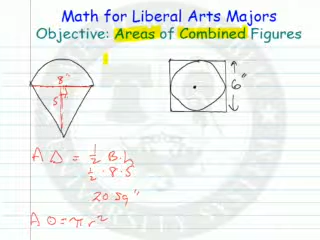 Math for Liberal Arts Majors
Objective: Areas of Combined Figures
8"
5
6"
A △ = ½ B.h
½ . 8 . 5
20 sq "
A O = π r²